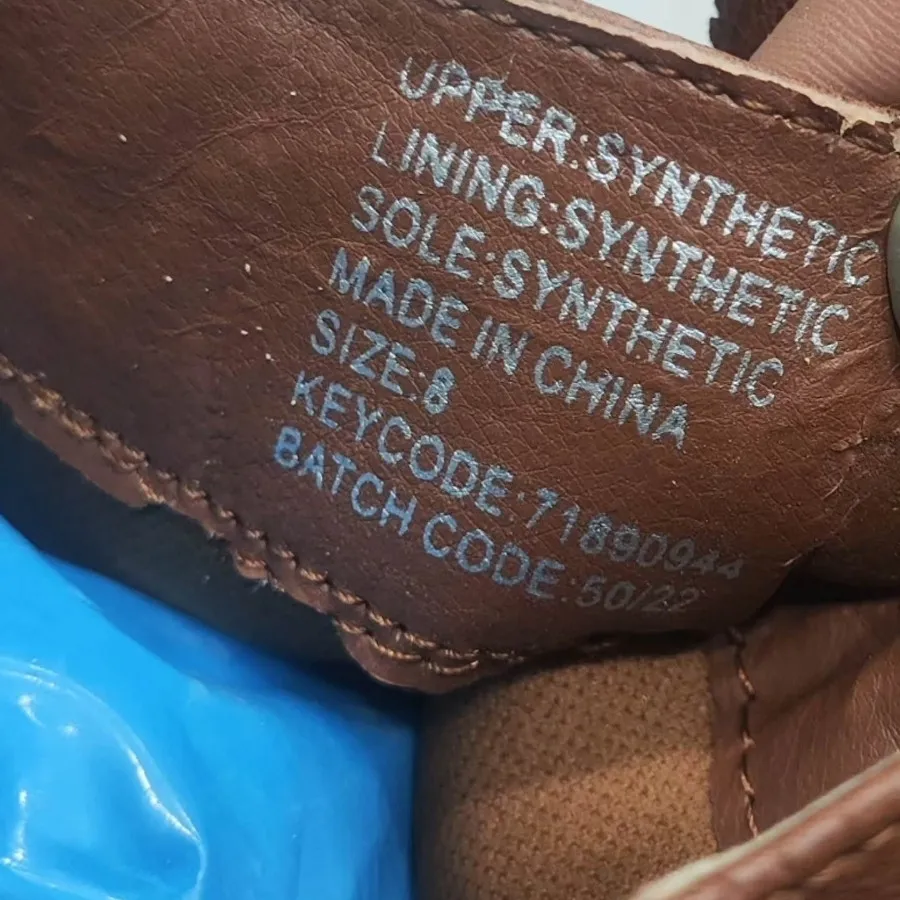 UPPER:SYNTHETIC
LINING:SYNTHETIC
SOLE:SYNTHETIC
MADE IN CHINA
SIZE:8
KEYCODE:71890944
BATCH CODE:50/22